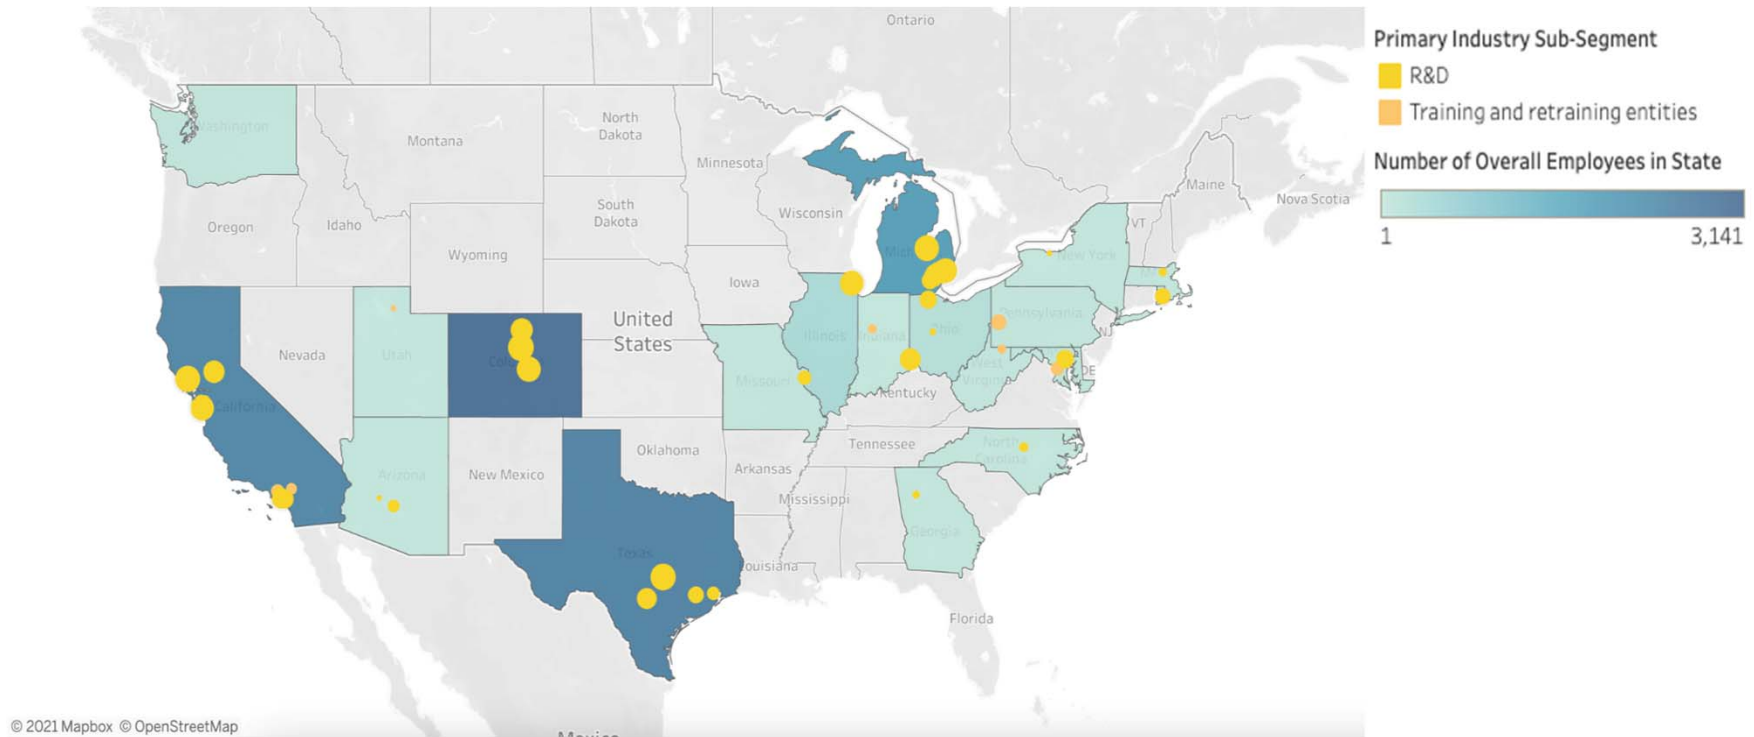 Ontario
Primary Industry Sub-Segment
R&D
Training and retraining entities
Number of Overall Employees in State
1
3,141
Washington
Montana
North
Dakota
Minnesota
Maine
Nova Scotia
Oregon
Idaho
South
Dakota
Wisconsin
VT
Wyoming
New York
Iowa
United
States
Nevada
Utah
Illinois
Indiana
Ohio
Pennsylvania
NJ
West
Virginia
DE
Missouri
Kentucky
California
Arizona
New Mexico
Oklahoma
Arkansas
Tennessee
North
Carolina
Mississippi
Georgia
Texas
Louisiana
Florida
Mexico
© 2021 Mapbox © OpenStreetMap